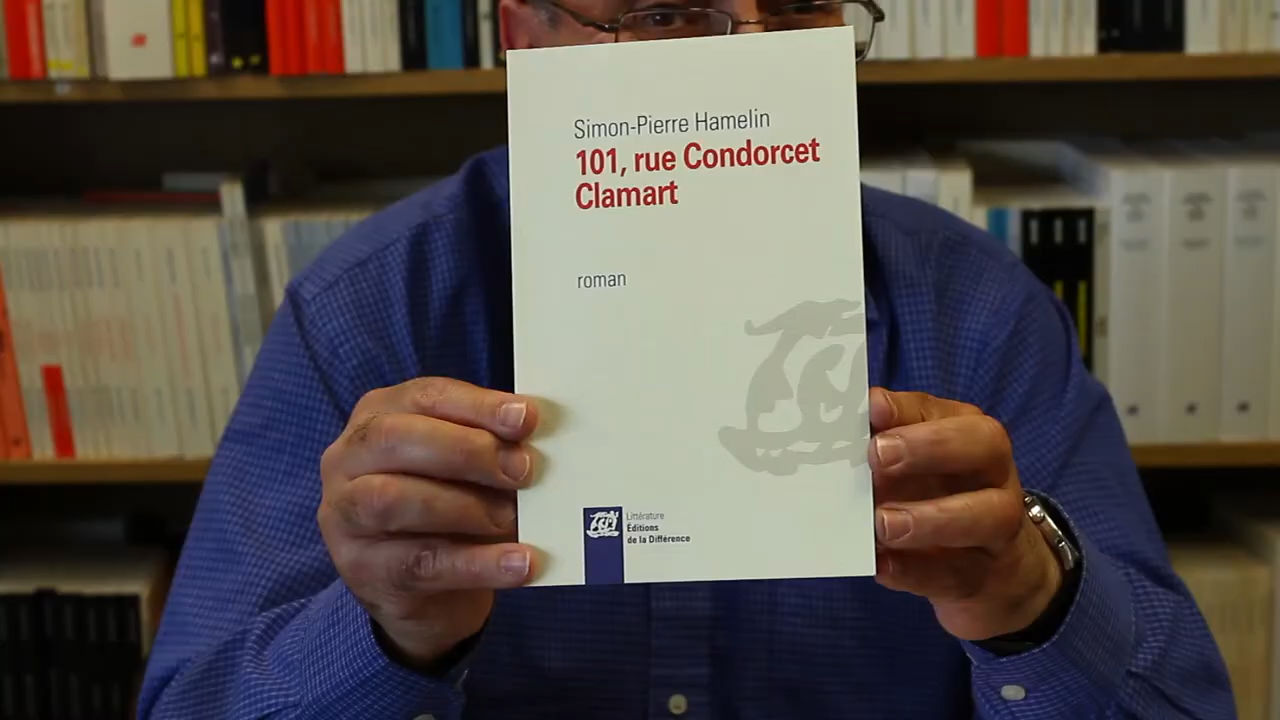 Simon-Pierre Hamelin
101, rue Condorcet
Clamart
roman
Littérature
Éditions
de la Différence